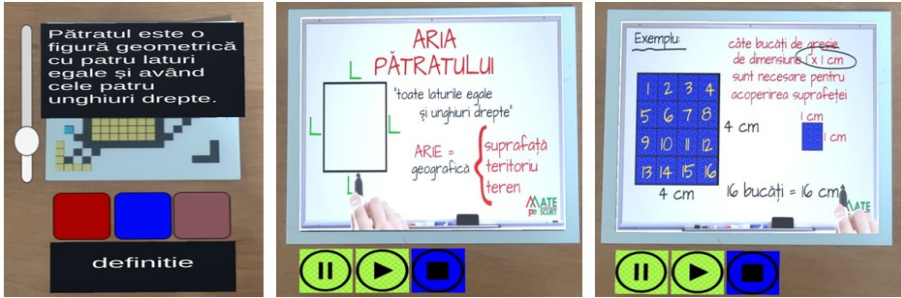 Pătratul este o
figură geometrică
cu patru laturi
egale și având
cele patru
unghiuri drepte.
definitie
ARIA
PĂTRATULUI
L
L
L
L
"toate laturile egale
și unghiuri drepte"
ARIE =
geografică
suprafață
teritoriu
teren
MATE
pe SCURT
Exemplu:
câte bucăți de gresie
de dimensiune 1 x 1 cm
sunt necesare pentru
acoperirea suprafeței
1 2 3 4
5 6 7 8
9 10 11 12
13 14 15 16
4 cm
4 cm
1 cm
1 cm
16 bucăți = 16 cm
MATE